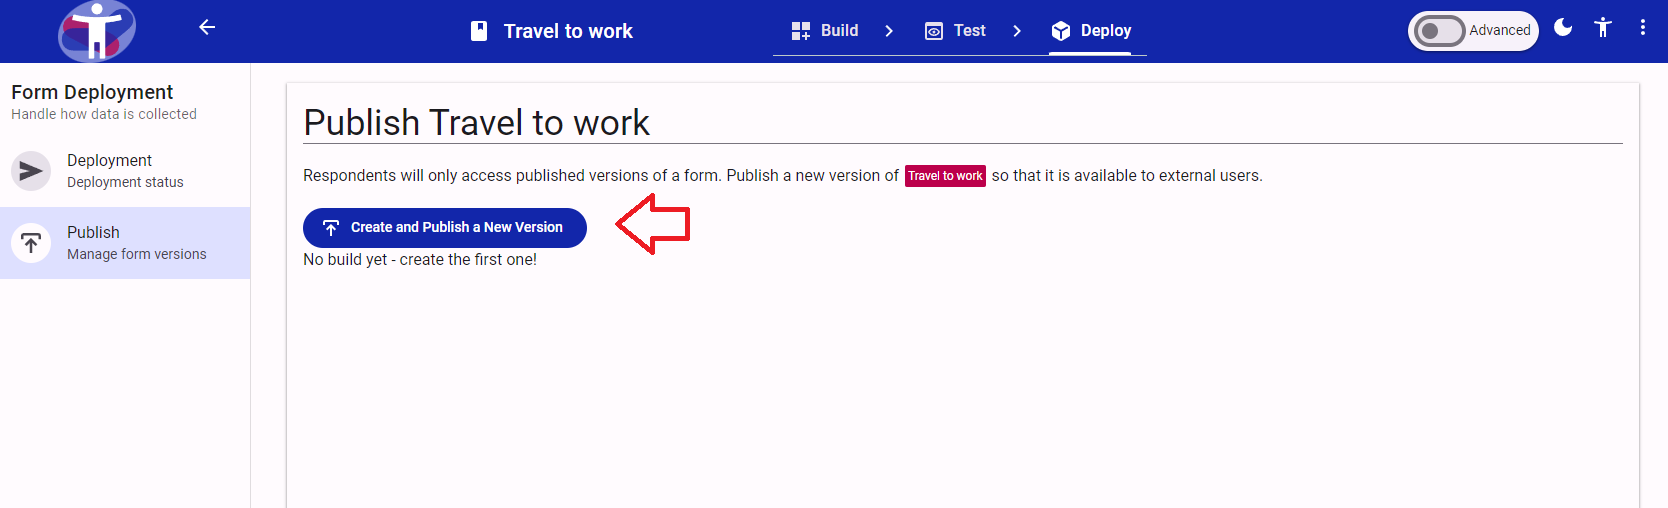 Travel to work
Build
Test
Deploy
Advanced
Form Deployment
Handle how data is collected
Deployment
Deployment status
Publish
Manage form versions
Publish Travel to work
Respondents will only access published versions of a form. Publish a new version of Travel to work so that it is available to external users.
Create and Publish a New Version
No build yet - create the first one!